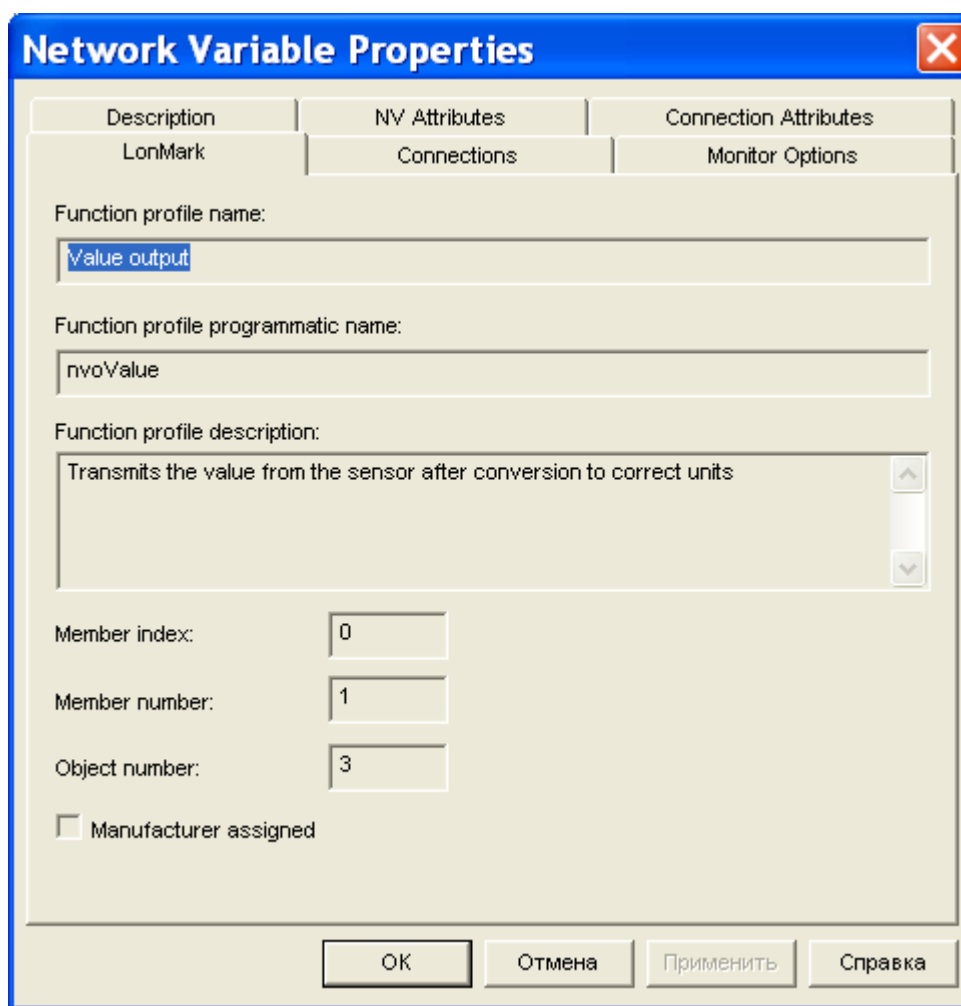 Network Variable Properties
Description NV Attributes Connection Attributes
LonMark Connections Monitor Options
Function profile name:
Value output
Function profile programmatic name:
nvoValue
Function profile description:
Transmits the value from the sensor after conversion to correct units
Member index: 0
Member number: 1
Object number: 3
Manufacturer assigned
OK Отмена Применить Справка